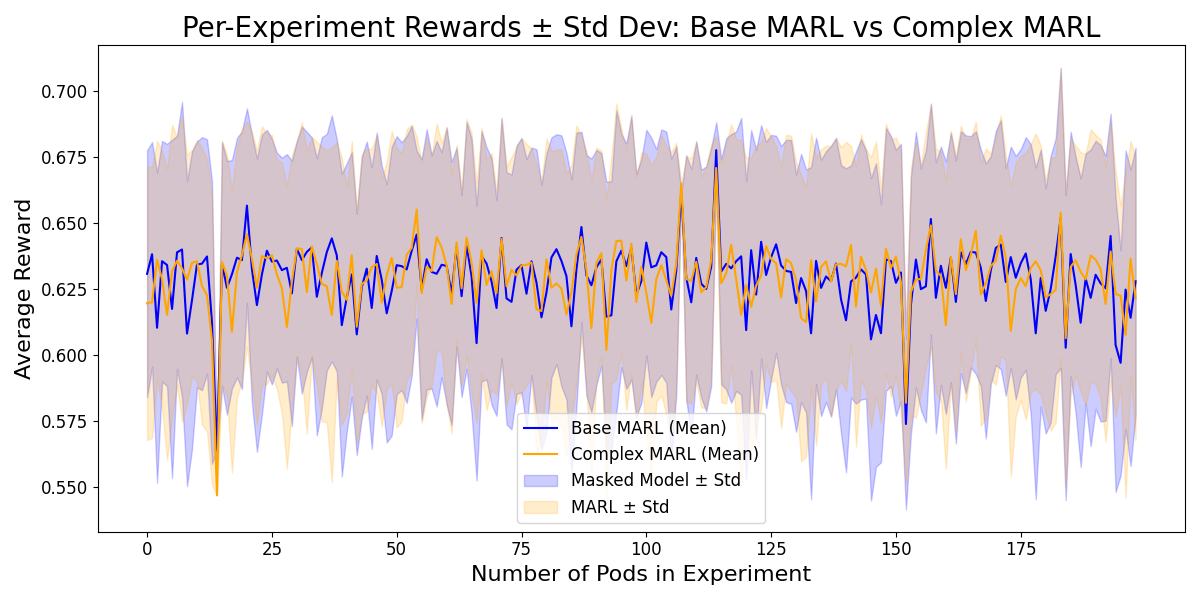 Per-Experiment Rewards ± Std Dev: Base MARL vs Complex MARL
Average Reward
0.700
0.675
0.650
0.625
0.600
0.575
0.550
Base MARL (Mean)
Complex MARL (Mean)
Masked Model ± Std
MARL ± Std
0 25 50 75 100 125 150 175
Number of Pods in Experiment